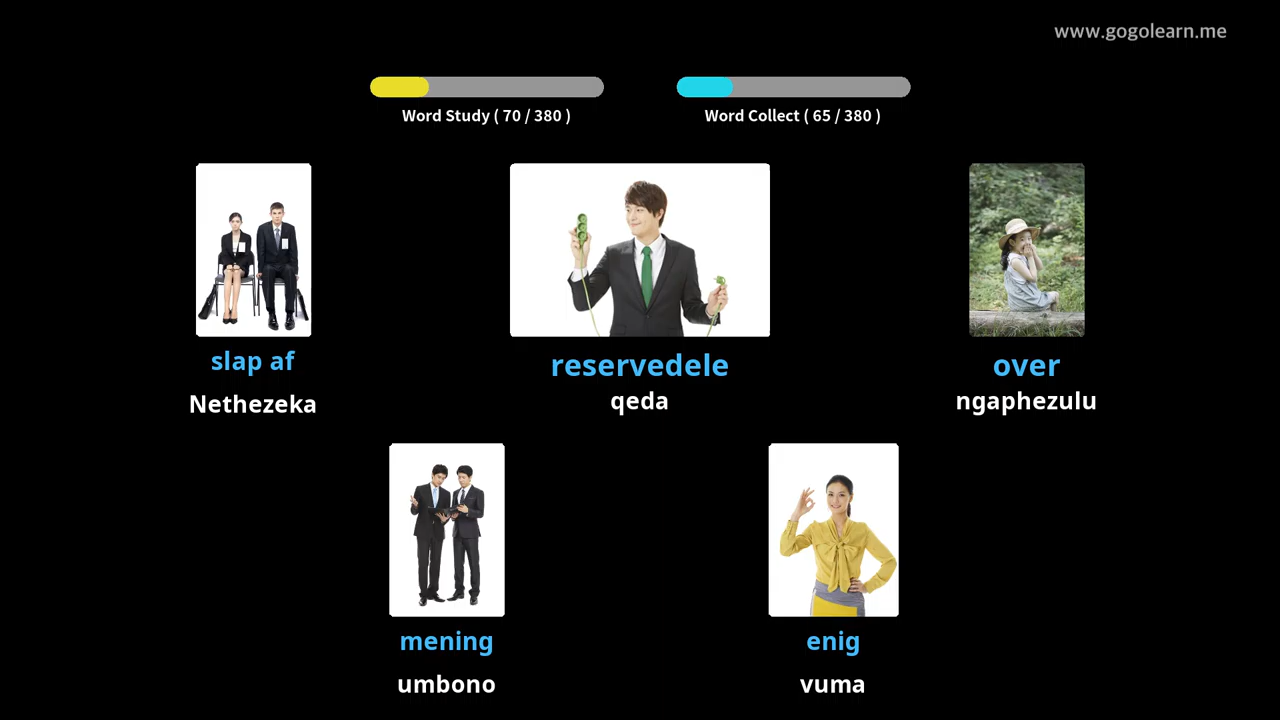 www.gogolearn.me
Word Study ( 70 / 380 )
Word Collect ( 65 / 380 )
slap af
Nethezeka
reservedele
qeda
over
ngaphezulu
mening
umbono
enig
vuma